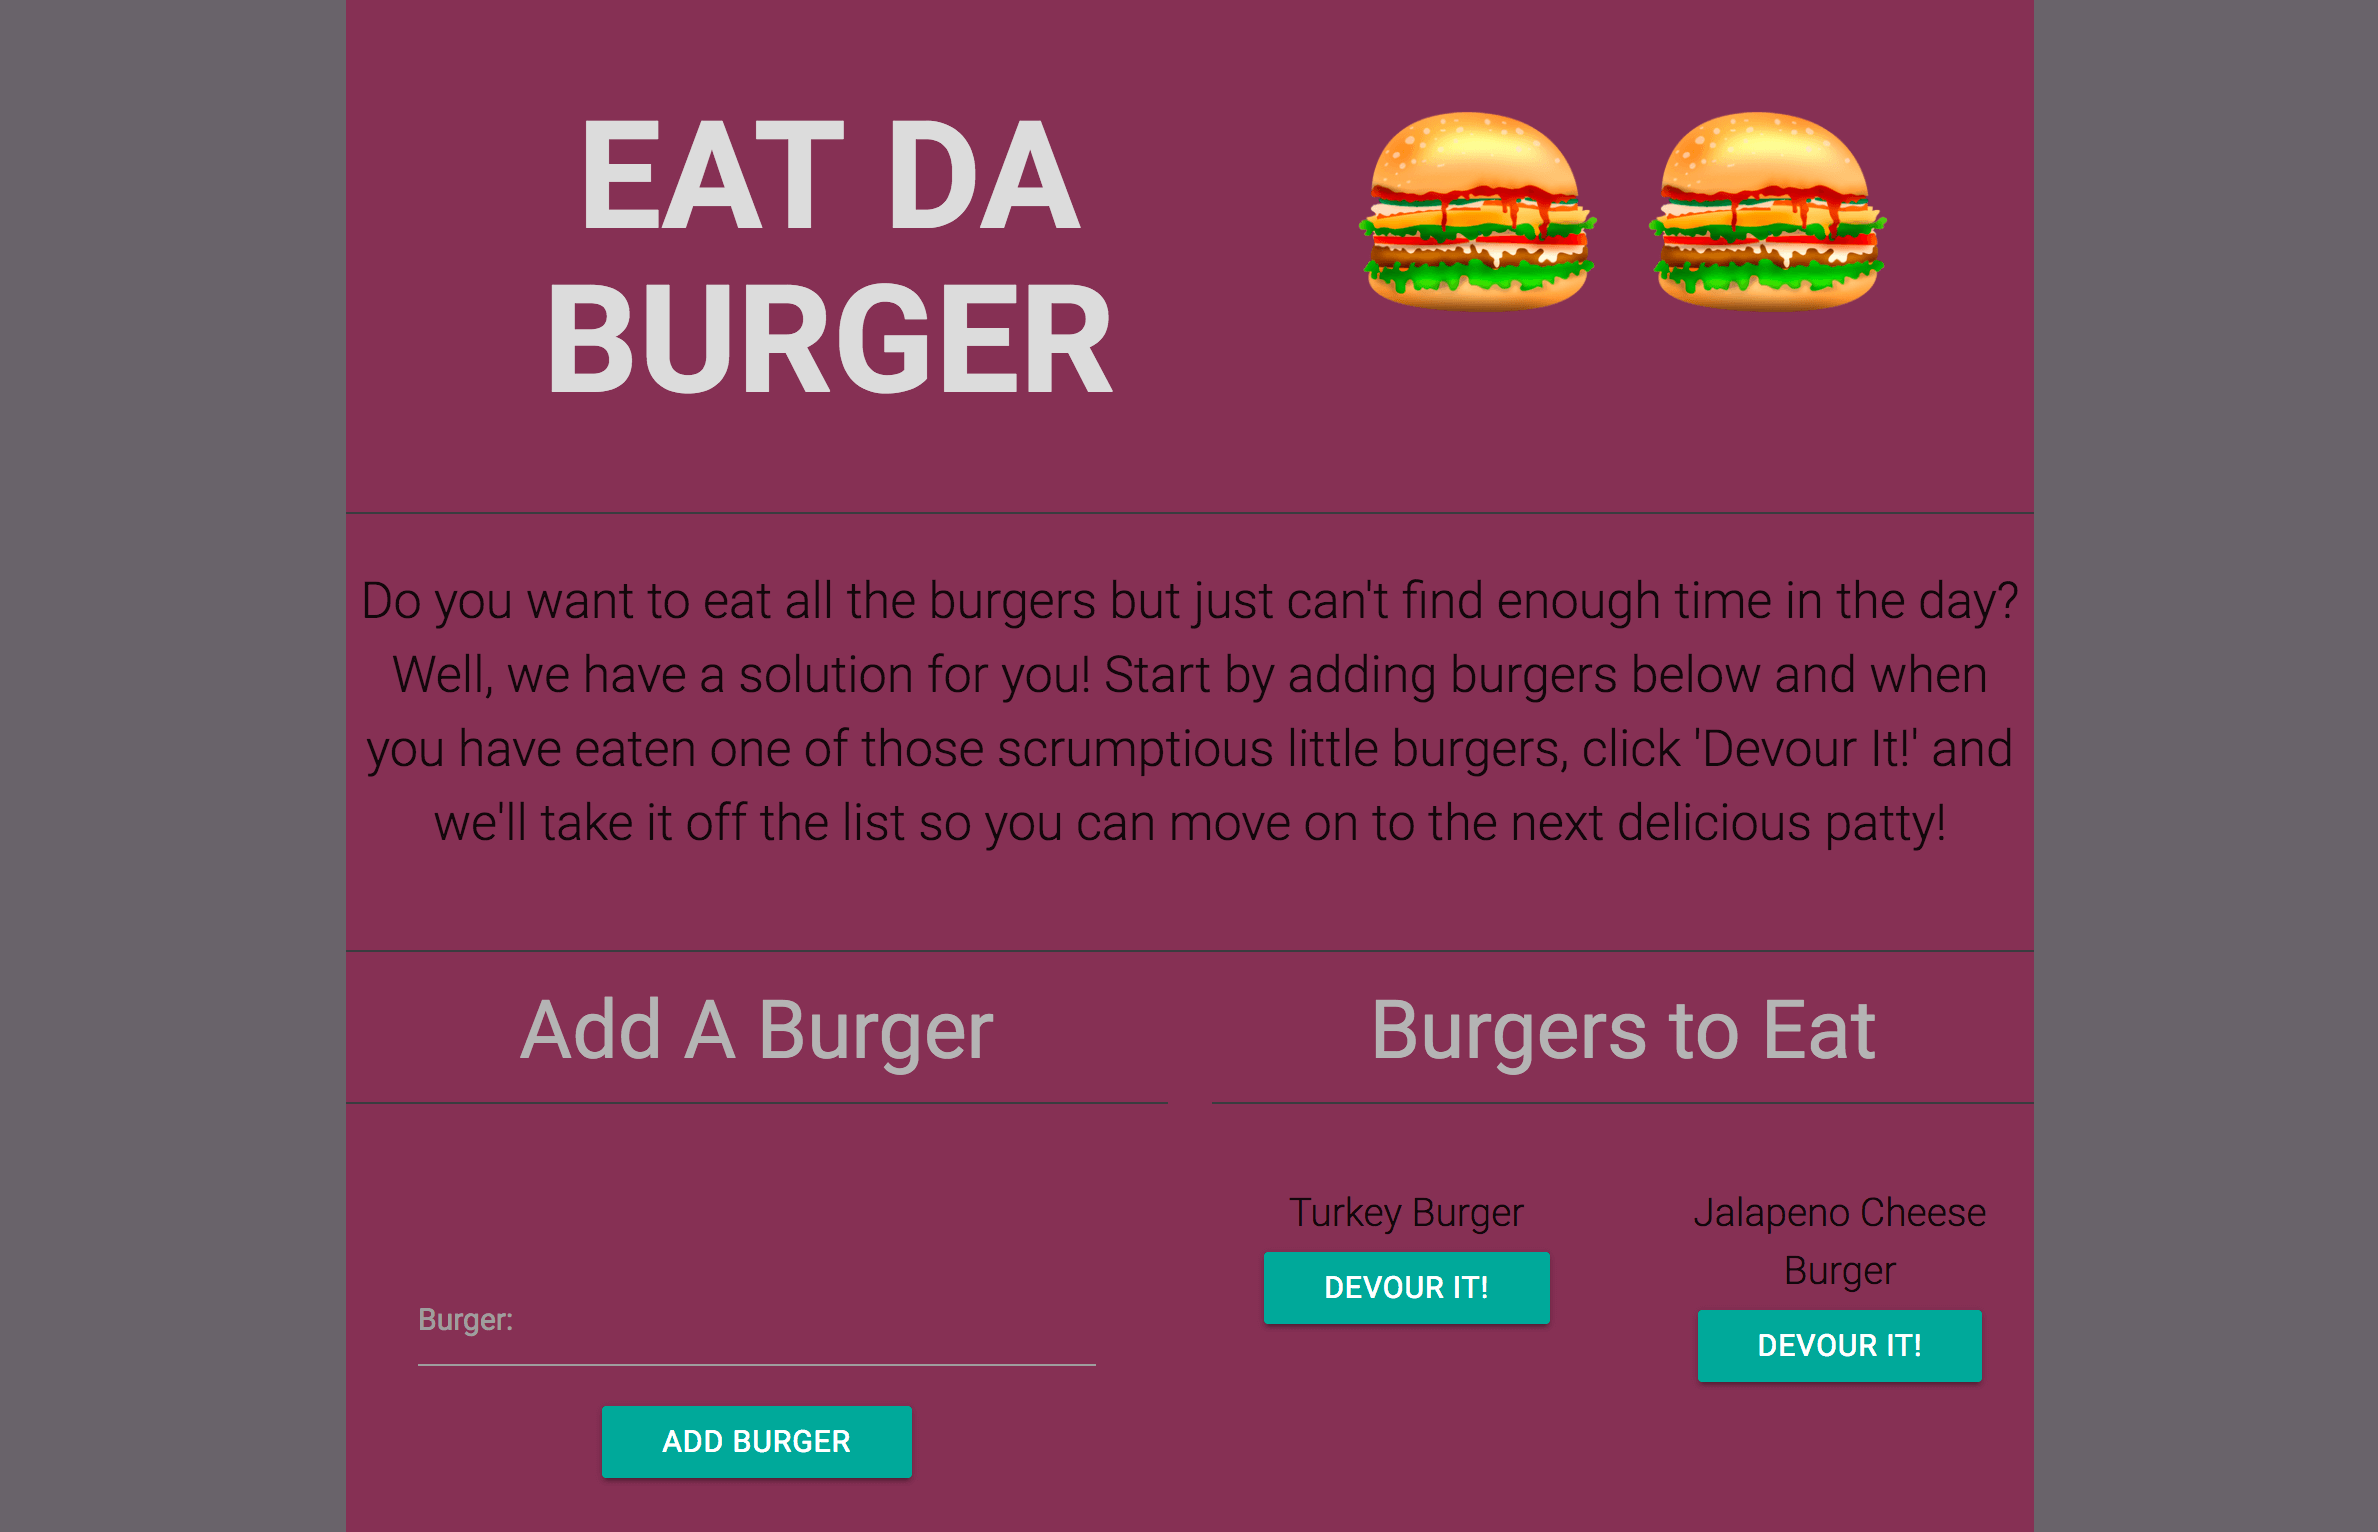 EAT DA
BURGER
Do you want to eat all the burgers but just can't find enough time in the day?
Well, we have a solution for you! Start by adding burgers below and when
you have eaten one of those scrumptious little burgers, click 'Devour It!' and
we'll take it off the list so you can move on to the next delicious patty!
Add A Burger
Burger:
ADD BURGER
Burgers to Eat
Turkey Burger
DEVOUR IT!
Jalapeno Cheese
Burger
DEVOUR IT!